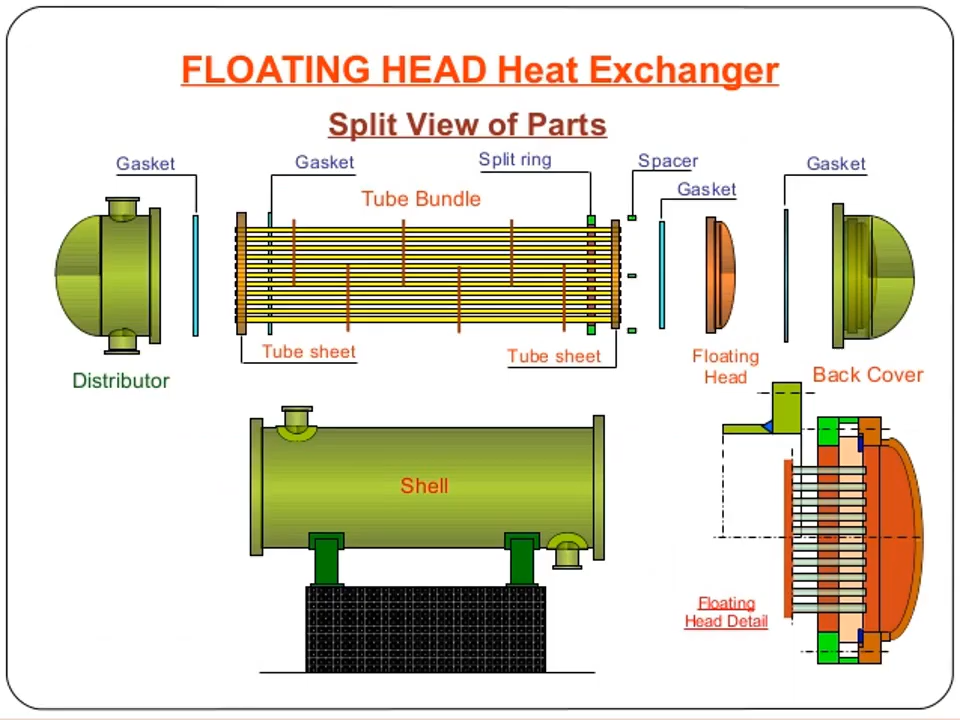 FLOATING HEAD Heat Exchanger
Split View of Parts
Gasket
Gasket
Split ring
Spacer
Gasket
Gasket
Tube Bundle
Tube sheet
Tube sheet
Floating
Head
Distributor
Back Cover
Shell
Floating
Head Detail